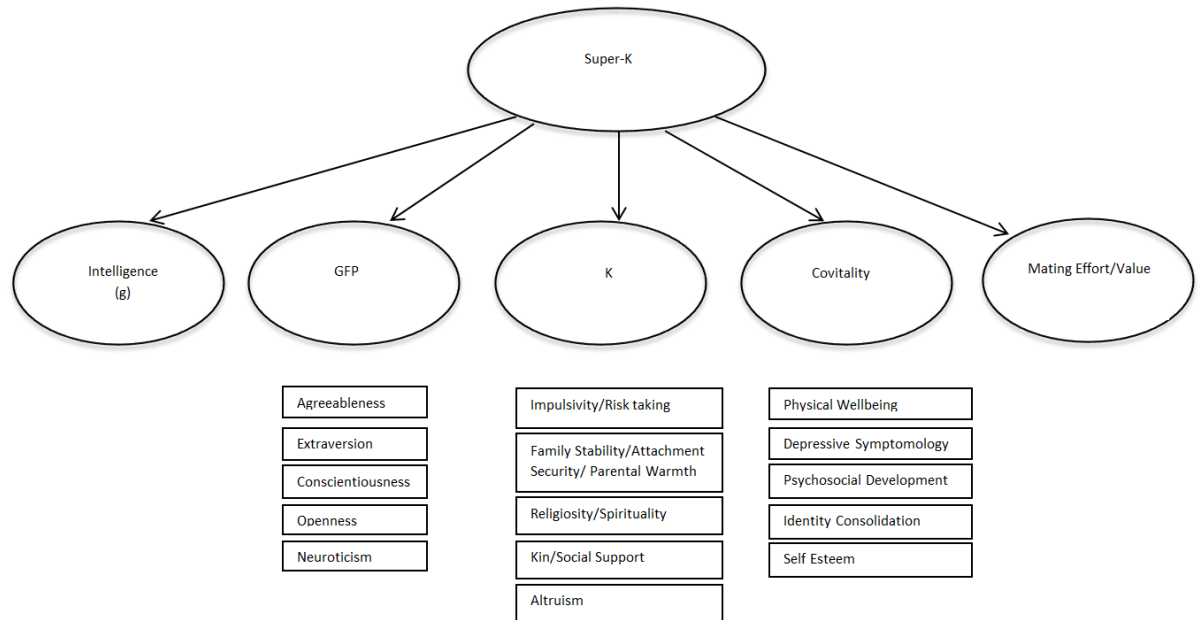 Super-K
Intelligence
(g)
GFP
K
Covitality
Mating Effort/Value
Agreeableness
Extraversion
Conscientiousness
Openness
Neuroticism
Impulsivity/Risk taking
Family Stability/Attachment
Security/ Parental Warmth
Religiosity/Spirituality
Kin/Social Support
Altruism
Physical Wellbeing
Depressive Symptomology
Psychosocial Development
Identity Consolidation
Self Esteem